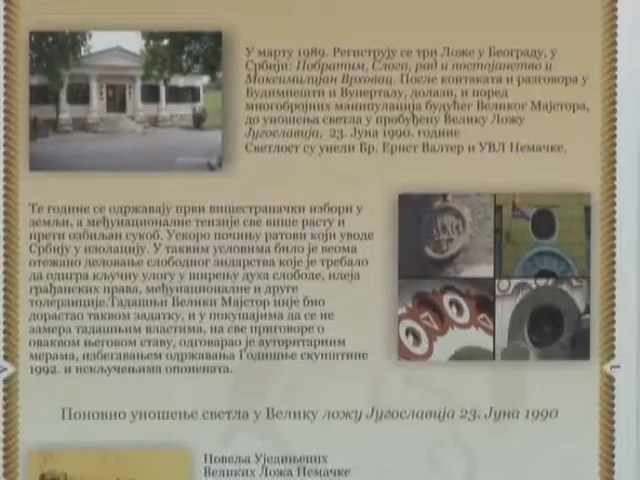 У марту 1989. Региструју се три Ложе у Београду, у
Србији: Побратим, Слога, рад и постојанство и
Максимилијан Врховац. После контаката и разговора у
Будимпешти и Вуперталу, долази, и поред
многобројних манипулација будућег Великог Мајстора,
до уношења светла у пробуђену Велику Ложу
Југославија, 23. Јуна 1990. године
Светлост су унели Бр. Ернст Валтер и УВЛ Немачке.
Те године се одржавају први вишестраначки избори у
земљи, а међунационалне тензије све више расту и
прети озбиљан сукоб. Ускоро почињу ратови који уводе
Србију у изолацију. У таквим условима било је веома
отежано деловање слободног зидарства које је требало
да одигра кључну улогу у ширењу духа слободе, идеја
грађанских права, међунационалне и друге
толеранције. Тадашњи Велики Мајстор није био
дорастао таквом задатку, и у покушајима да се не
замера тадашњим властима, на све приговоре о
оваквом његовом ставу, одговарао је ауторитарним
мерама, избегавањем одржавања Годишње скупштине
1992. и искључењима опонената.
Поновно уношење светла у Велику ложу Југославија 23. Јуна 1990
Повеља Уједињених
Великих Ложа Немачке